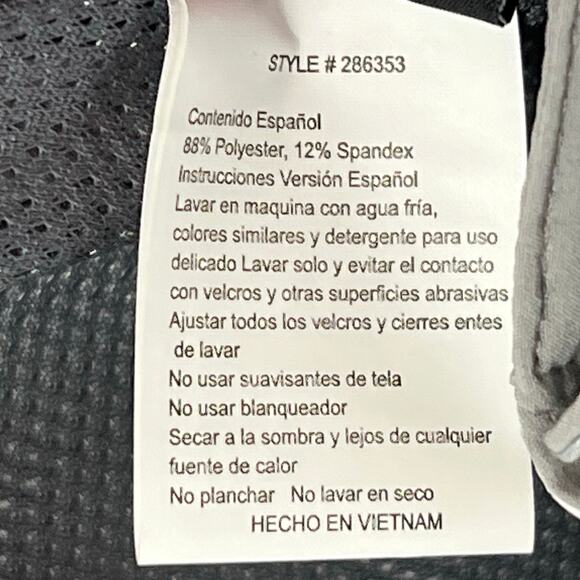 STYLE # 286353
Contenido Español
88% Polyester, 12% Spandex
Instrucciones Versión Español
Lavar en maquina con agua fría,
colores similares y detergente para uso
delicado Lavar solo y evitar el contacto
con velcros y otras superficies abrasivas
Ajustar todos los velcros y cierres entes
de lavar
No usar suavisantes de tela
No usar blanqueador
Secar a la sombra y lejos de cualquier
fuente de calor
No planchar No lavar en seco
HECHO EN VIETNAM